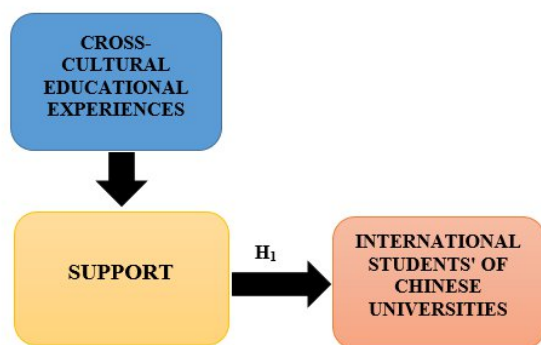 CROSS-
CULTURAL
EDUCATIONAL
EXPERIENCES
SUPPORT
H₁
INTERNATIONAL
STUDENTS' OF
CHINESE
UNIVERSITIES